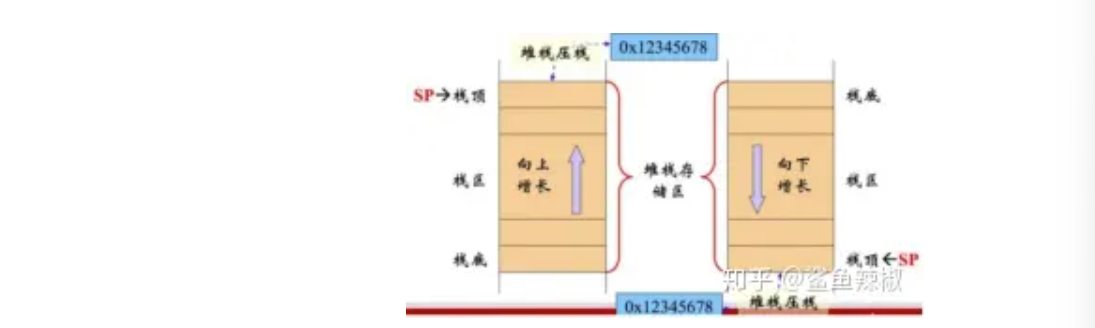 堆栈压栈
0x12345678
SP→栈顶
栈底
向上
增长
堆栈存
储区
向下
增长
栈区
栈区
栈底
栈顶←SP
知乎 @鲨鱼辣椒
0x12345678
堆栈压栈